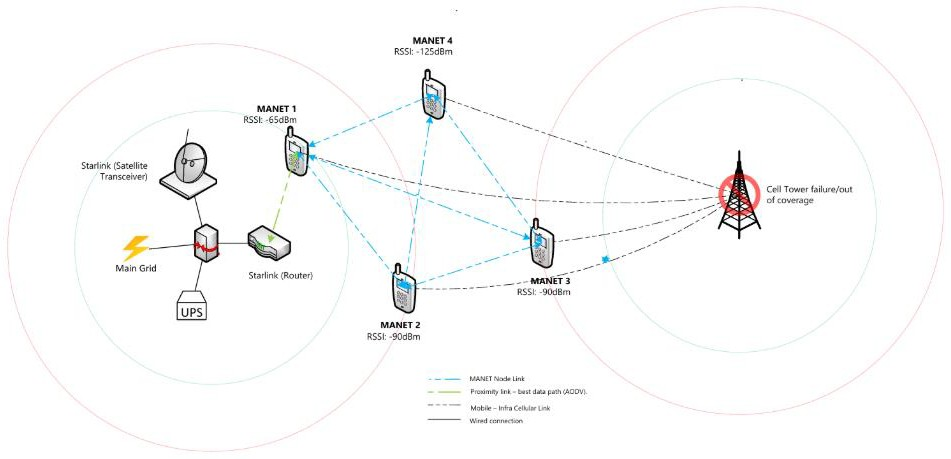 MANET 4
RSSI: -125dBm
MANET 1
RSSI: -65dBm
Starlink (Satellite
Transceiver)
Cell Tower failure/out
of coverage
Main Grid
Starlink (Router)
UPS
MANET 3
RSSI: -90dBm
MANET 2
RSSI: -90dBm
MANET Node Link
Proximity link – best data path (AODV).
Mobile – Infra Cellular Link
Wired connection